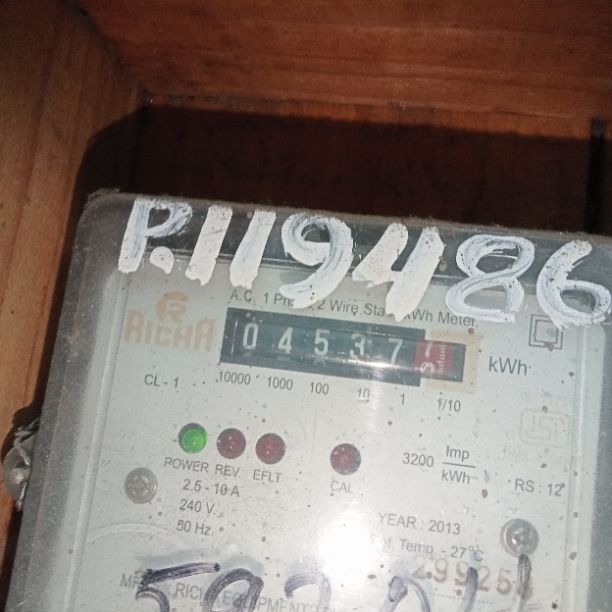 P.119486
A.C. 1 Ph 2 Wire Sta kWh Meter
RICHA
0 4 5 3 7 7
kWh
CL - 1
10000 1000 100 10 1 1/10
3200 Imp/kWh
POWER REV. EFLT
CAL
RS : 12
2.5 - 10 A
240 V.
50 Hz.
YEAR : 2013
Temp. - 27°C